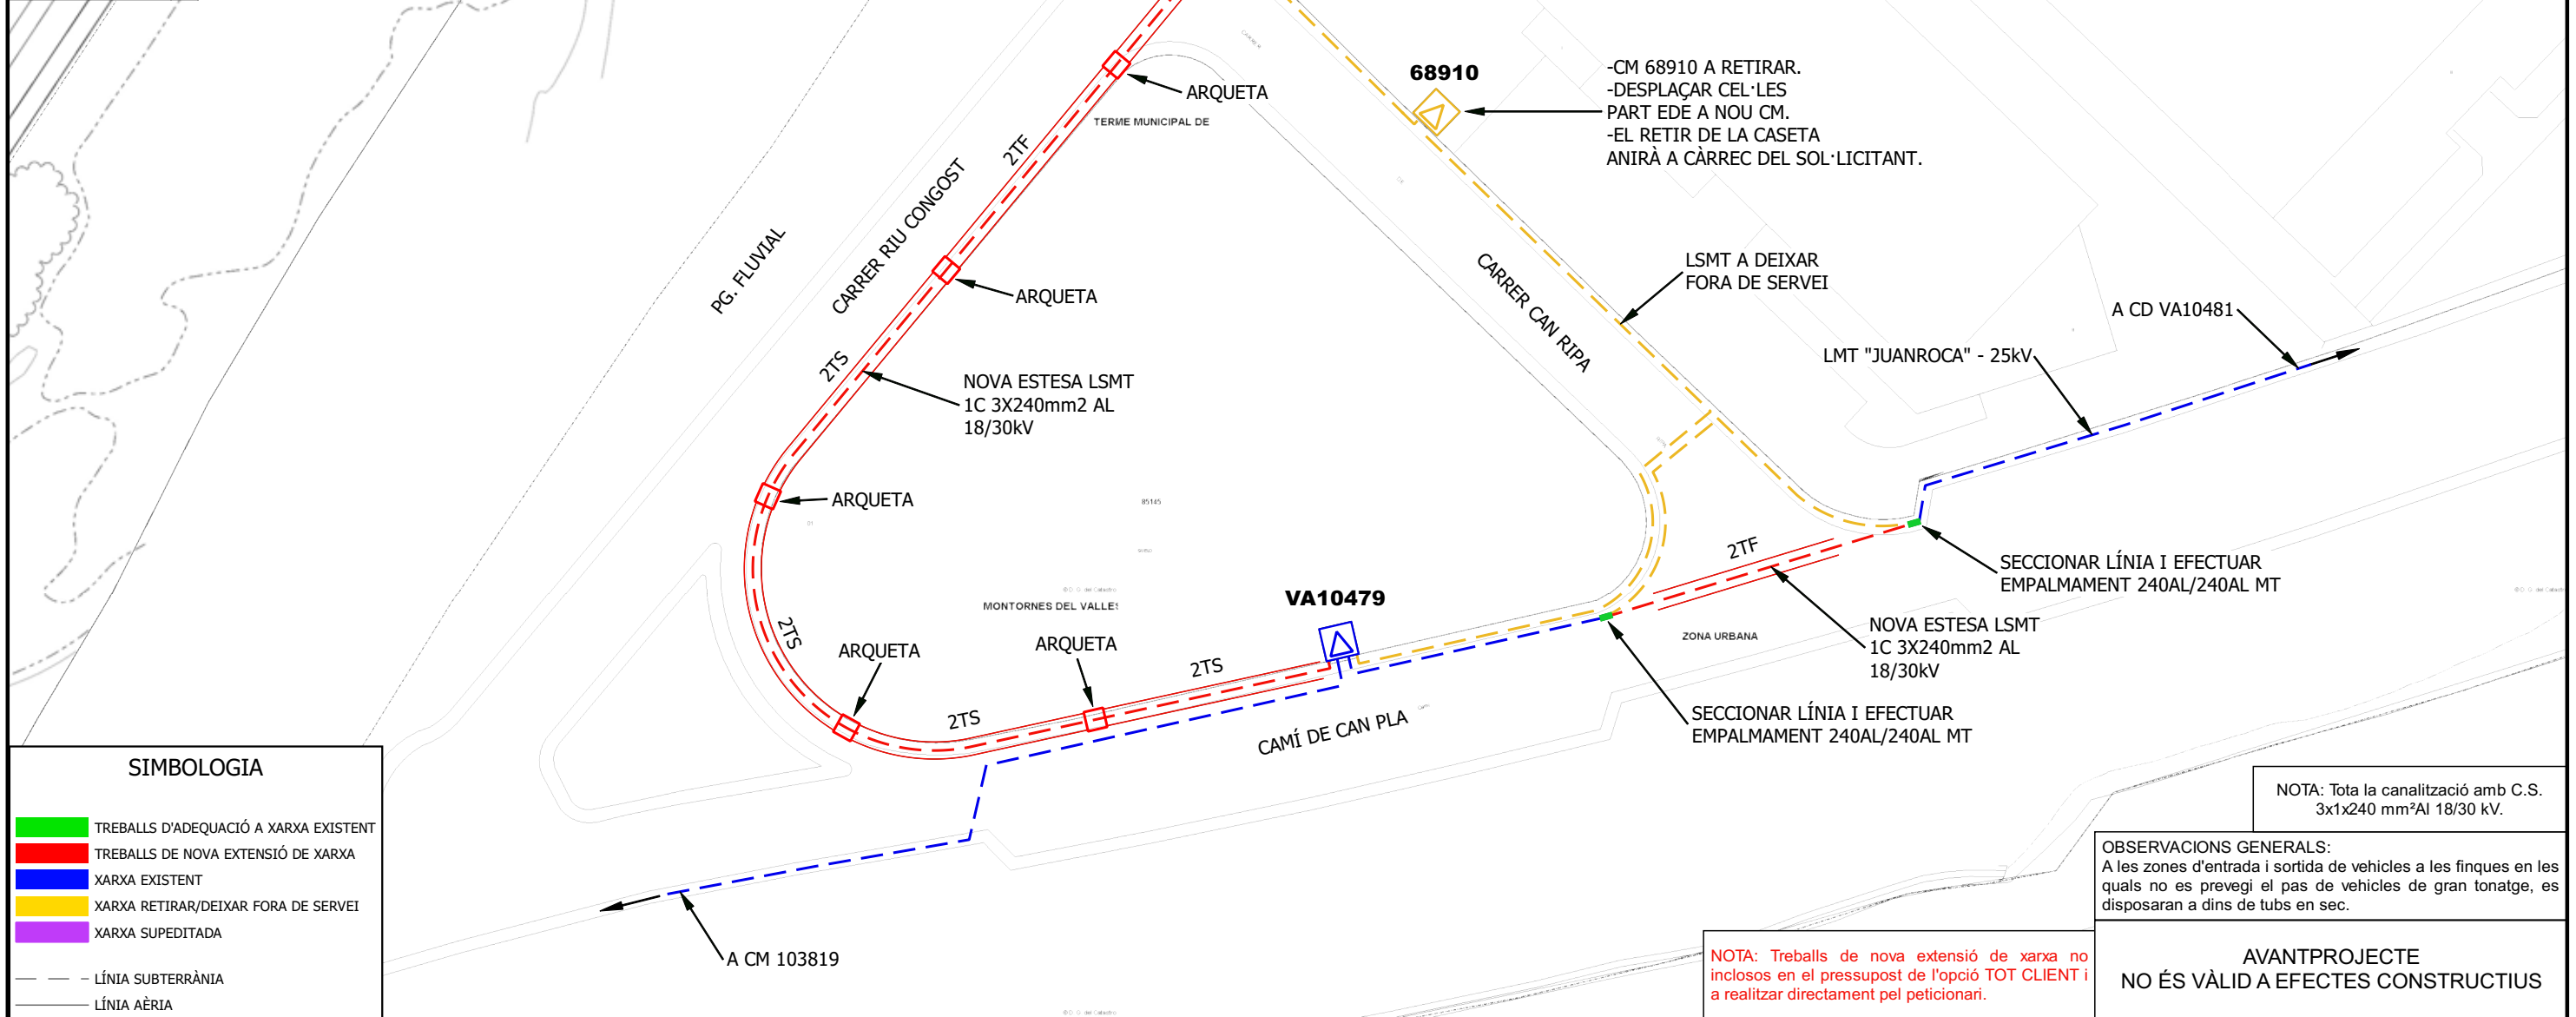 68910
-CM 68910 A RETIRAR.
-DESPLAÇAR CEL·LES
PART EDE A NOU CM.
-EL RETIR DE LA CASETA
ANIRÀ A CÀRREC DEL SOL·LICITANT.
ARQUETA
TERME MUNICIPAL DE
2TF
CARRER RIU CONGOST
PG. FLUVIAL
ARQUETA
CARRER CAN RIPA
LSMT A DEIXAR
FORA DE SERVEI
A CD VA10481
LMT "JUANROCA" - 25kV
2TS
NOVA ESTESA LSMT
1C 3X240mm2 AL
18/30kV
ARQUETA
85145
01
2TF
SECCIONAR LÍNIA I EFECTUAR
EMPALMAMENT 240AL/240AL MT
VA10479
MONTORNES DEL VALLES
2TS
ARQUETA
ARQUETA
2TS
2TS
ZONA URBANA
NOVA ESTESA LSMT
1C 3X240mm2 AL
18/30kV
SECCIONAR LÍNIA I EFECTUAR
EMPALMAMENT 240AL/240AL MT
CAMÍ DE CAN PLA
A CM 103819
SIMBOLOGIA
TREBALLS D'ADEQUACIÓ A XARXA EXISTENT
TREBALLS DE NOVA EXTENSIÓ DE XARXA
XARXA EXISTENT
XARXA RETIRAR/DEIXAR FORA DE SERVEI
XARXA SUPEDITADA
LÍNIA SUBTERRÀNIA
LÍNIA AÈRIA
NOTA: Tota la canalització amb C.S.
3x1x240 mm²Al 18/30 kV.
OBSERVACIONS GENERALS:
A les zones d'entrada i sortida de vehicles a les finques en les
quals no es prevegi el pas de vehicles de gran tonatge, es
disposaran a dins de tubs en sec.
NOTA: Treballs de nova extensió de xarxa no
inclosos en el pressupost de l'opció TOT CLIENT i
a realitzar directament pel peticionari.
AVANTPROJECTE
NO ÉS VÀLID A EFECTES CONSTRUCTIUS